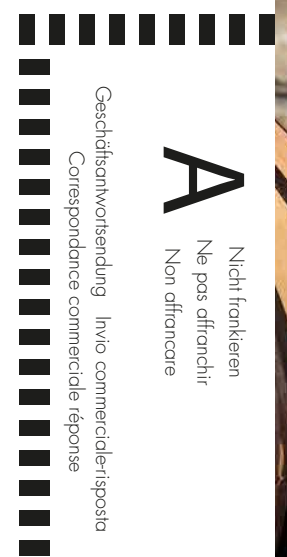 A
Nicht frankieren
Ne pas affranchir
Non affrancare
Geschäftsantwortsendung Invio commerciale-risposta
Correspondance commerciale réponse